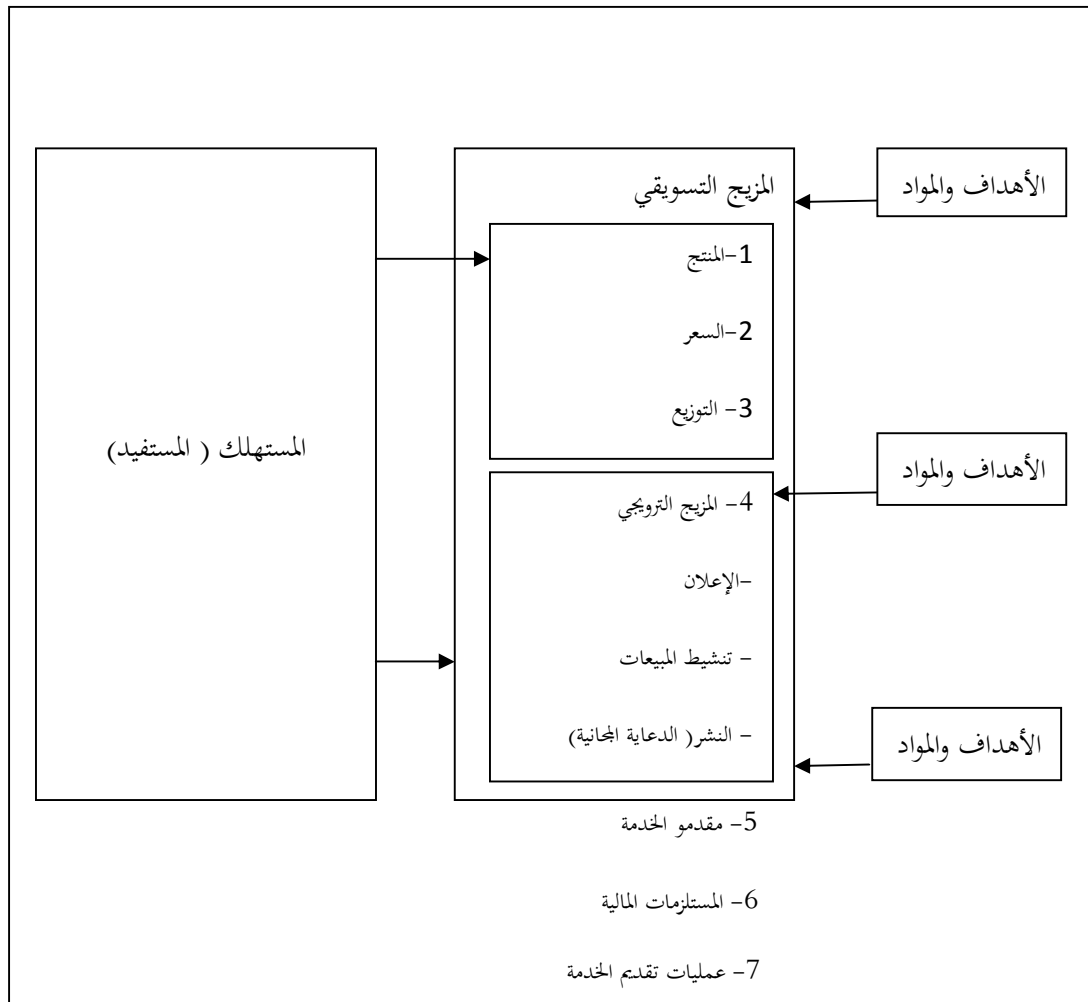 الأهداف والمواد
المزيج التسويقي
1-المنتج
2-السعر
3- التوزيع
المستهلك ( المستفيد)
الأهداف والمواد
4- المزيج الترويجي
-الإعلان
- تنشيط المبيعات
- النشر( الدعاية المجانية)
الأهداف والمواد
5- مقدمو الخدمة
6- المستلزمات المالية
7- عمليات تقديم الخدمة